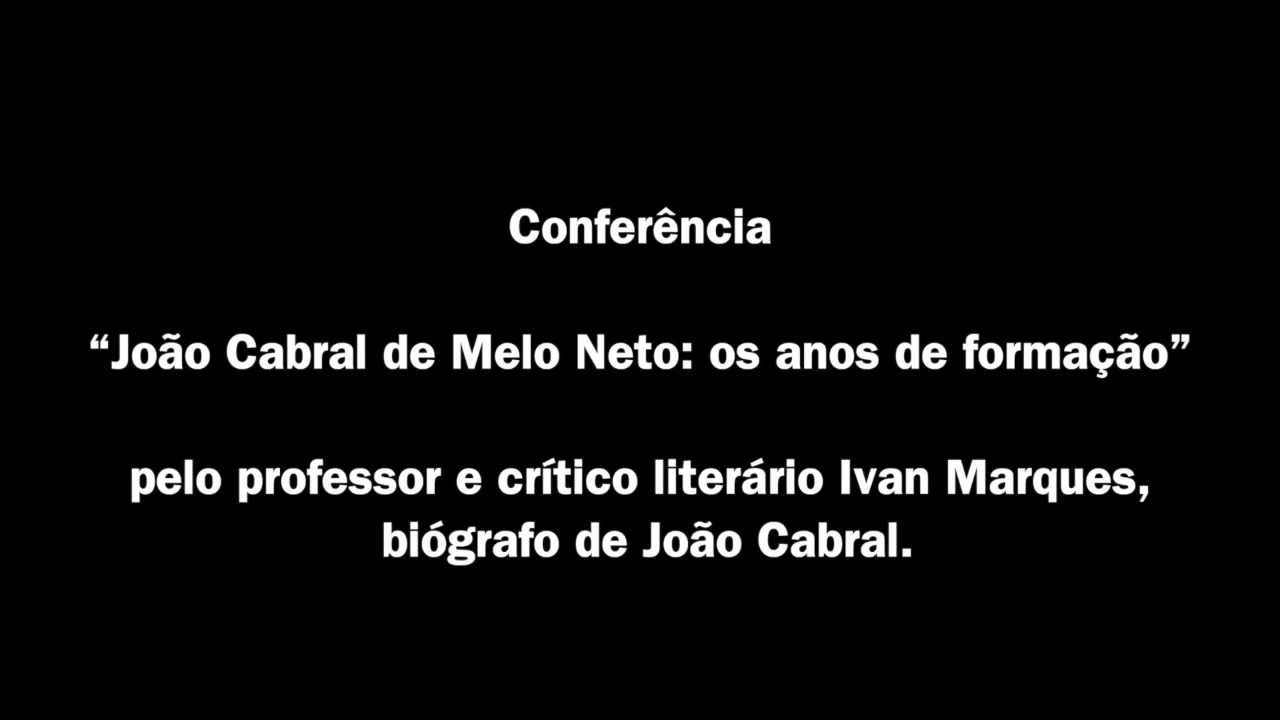 Conferência
“João Cabral de Melo Neto: os anos de formação”
pelo professor e crítico literário Ivan Marques,
biógrafo de João Cabral.